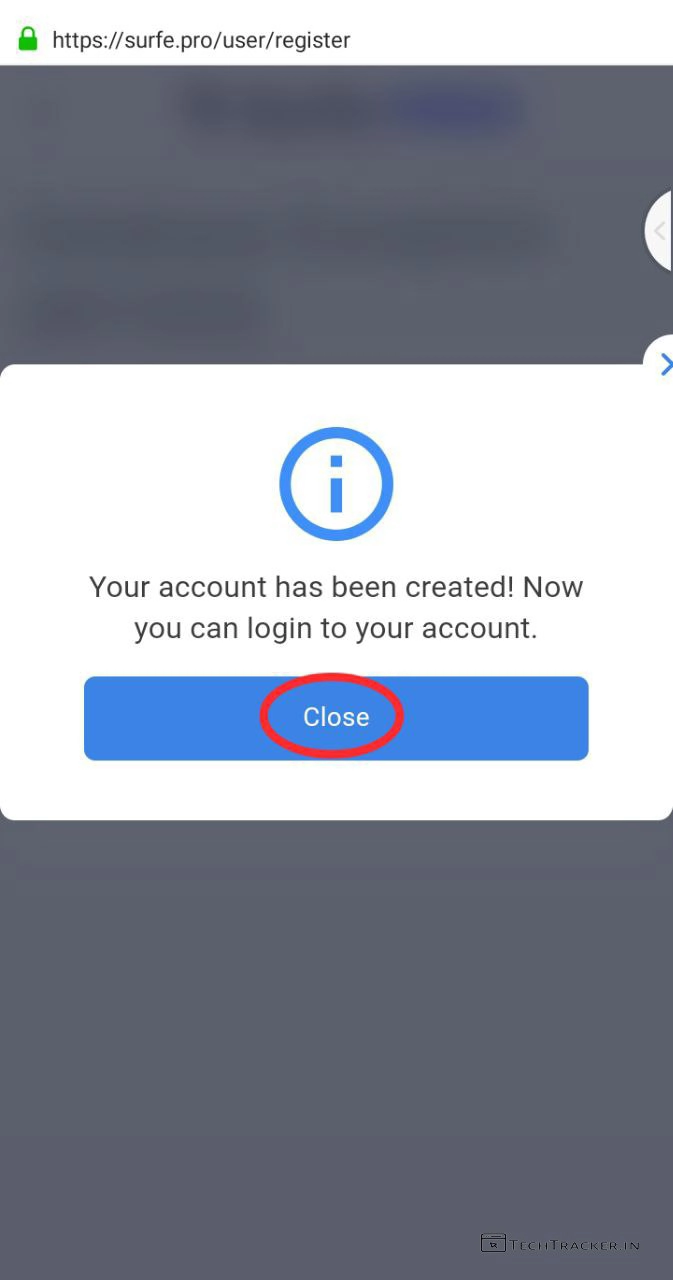 https://surfe.pro/user/register
Your account has been created! Now
you can login to your account.
Close
TechTracker.in